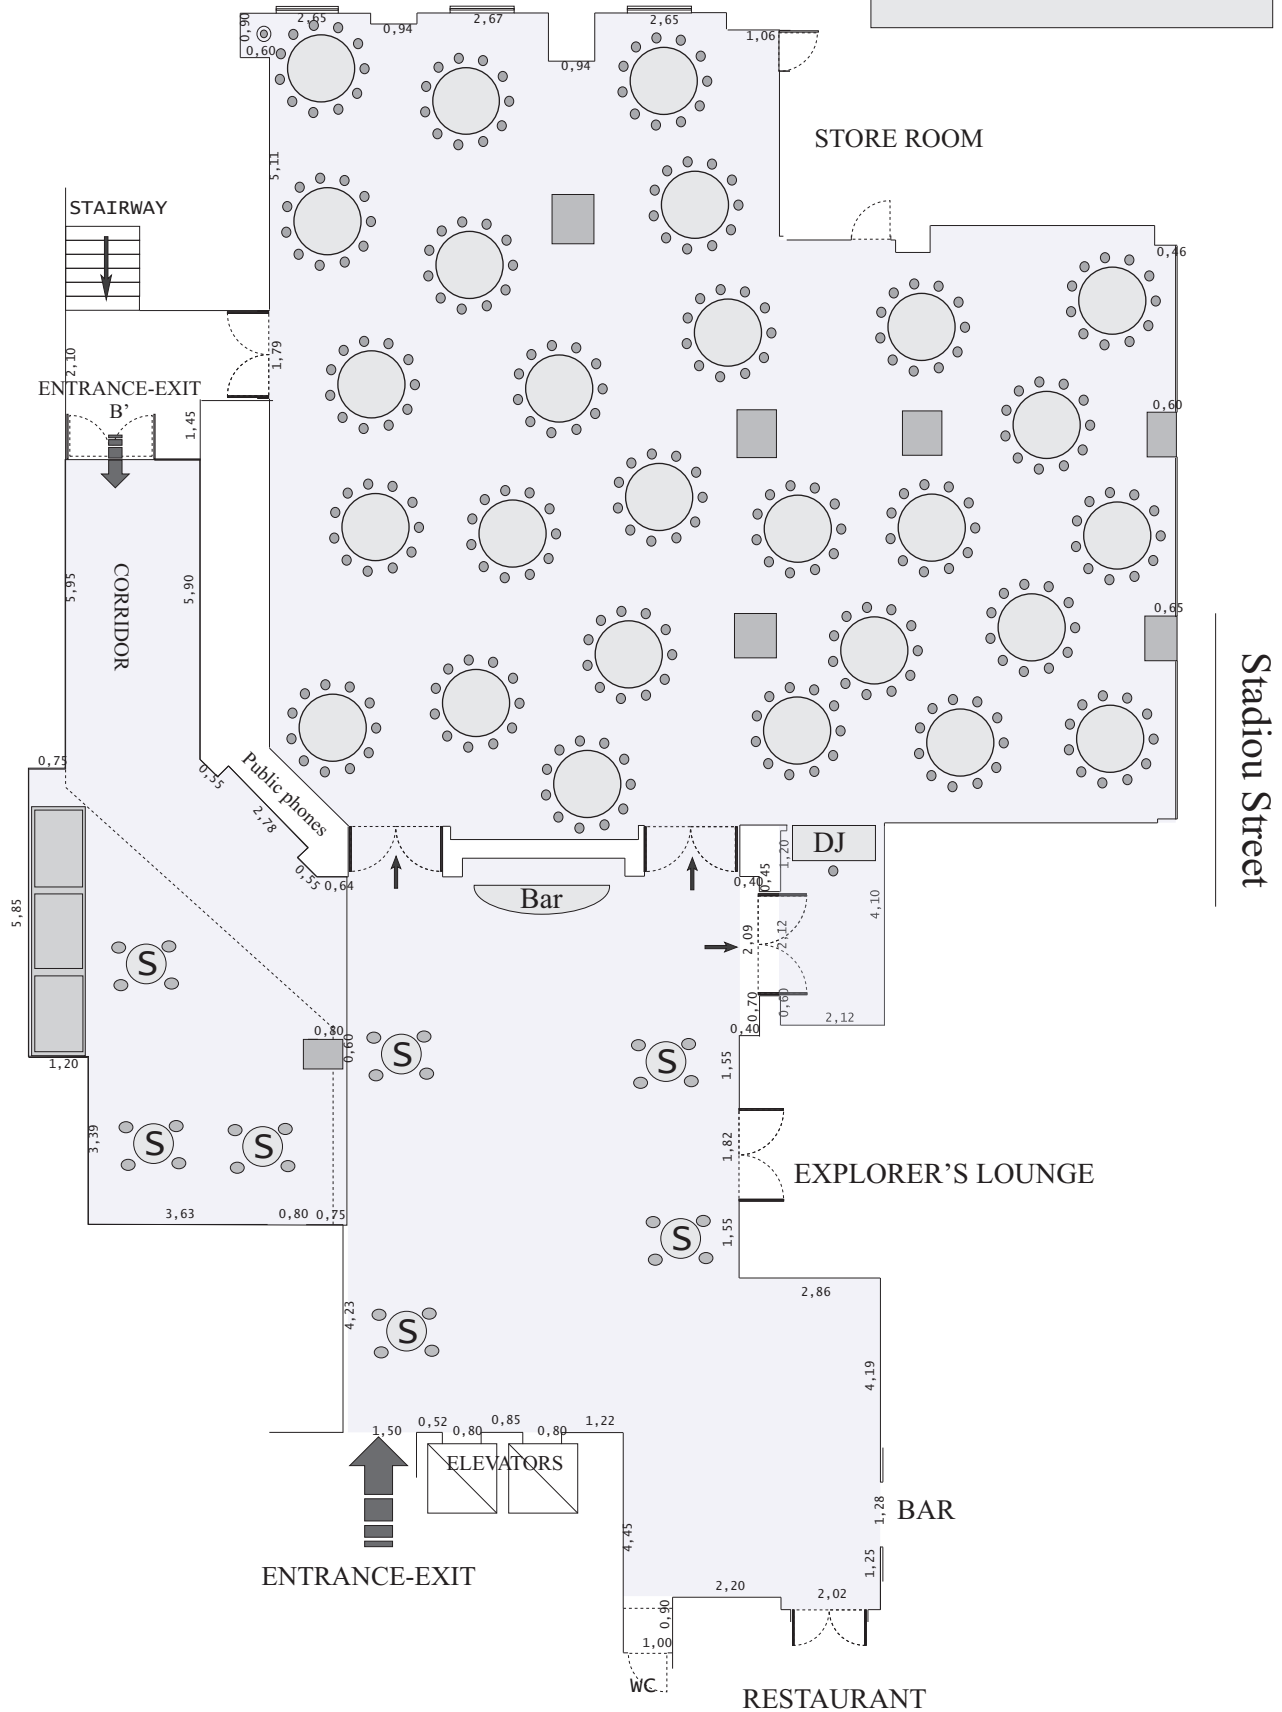 0,90
2,65
0,94
2,67
2,65
0,60
0,94
1,06
STORE ROOM
5,11
STAIRWAY
0,46
2,10
1,79
ENTRANCE-EXIT
B'
1,45
0,60
5,95
5,90
CORRIDOR
0,65
Stadiou Street
0,75
0,55
Public phones
2,78
0,55
0,64
DJ
1,20
0,40
0,45
Bar
4,10
5,85
2,09
2,12
S
0,70
0,60
2,12
0,80
0,60
0,40
S
S
1,20
1,55
3,39
S
S
1,82
EXPLORER'S LOUNGE
3,63
0,80
0,75
S
1,55
2,86
4,23
S
4,19
1,50
0,52
0,80
0,85
0,80
1,22
ELEVATORS
1,28
BAR
4,45
1,25
ENTRANCE-EXIT
2,20
2,02
0,90
1,00
WC
RESTAURANT